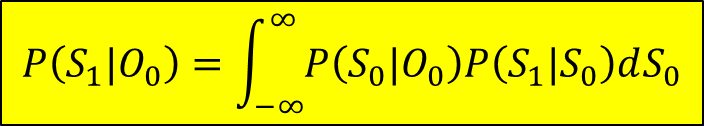 P(S₁|O₀) = ∫_{-∞}^{∞} P(S₀|O₀)P(S₁|S₀)dS₀